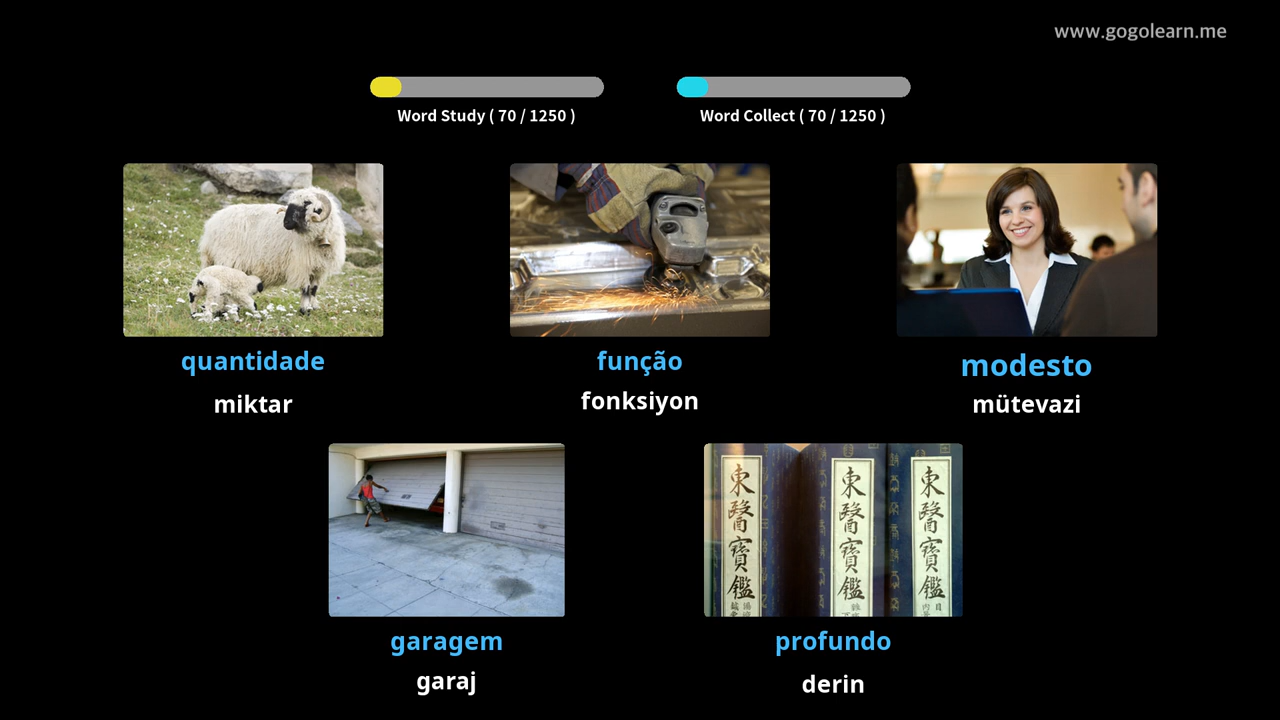 www.gogolearn.me
Word Study ( 70 / 1250 )
Word Collect ( 70 / 1250 )
quantidade
miktar
função
fonksiyon
modesto
mütevazi
garagem
garaj
東醫寶鑑
東醫寶鑑
東醫寶鑑
profundo
derin